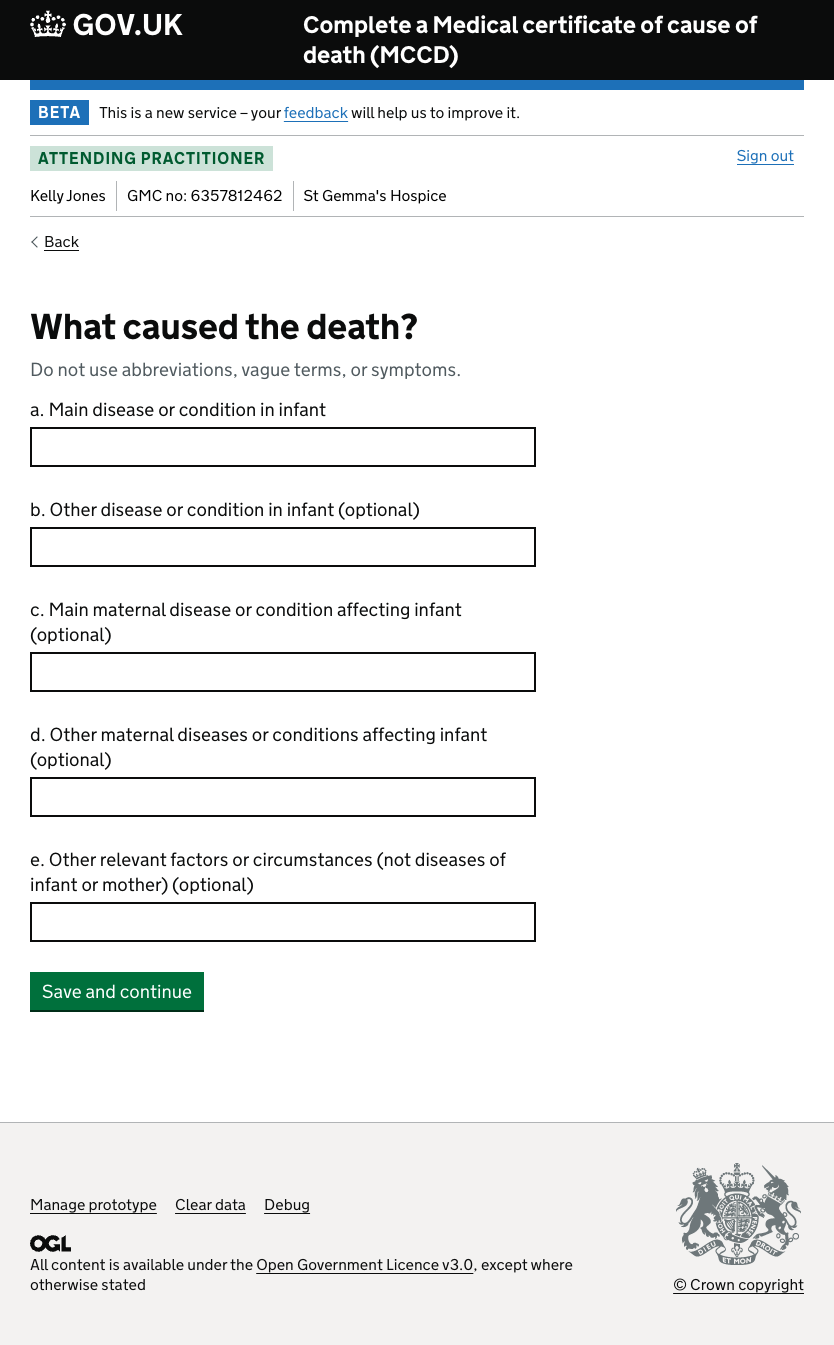 GOV.UK
Complete a Medical certificate of cause of
death (MCCD)
BETA This is a new service – your feedback will help us to improve it.
ATTENDING PRACTITIONER
Sign out
Kelly Jones GMC no: 6357812462 St Gemma's Hospice
Back
What caused the death?
Do not use abbreviations, vague terms, or symptoms.
a. Main disease or condition in infant
b. Other disease or condition in infant (optional)
c. Main maternal disease or condition affecting infant
(optional)
d. Other maternal diseases or conditions affecting infant
(optional)
e. Other relevant factors or circumstances (not diseases of
infant or mother) (optional)
Save and continue
Manage prototype Clear data Debug
OGL
All content is available under the Open Government Licence v3.0, except where
otherwise stated
DIEU ET MON DROIT
© Crown copyright